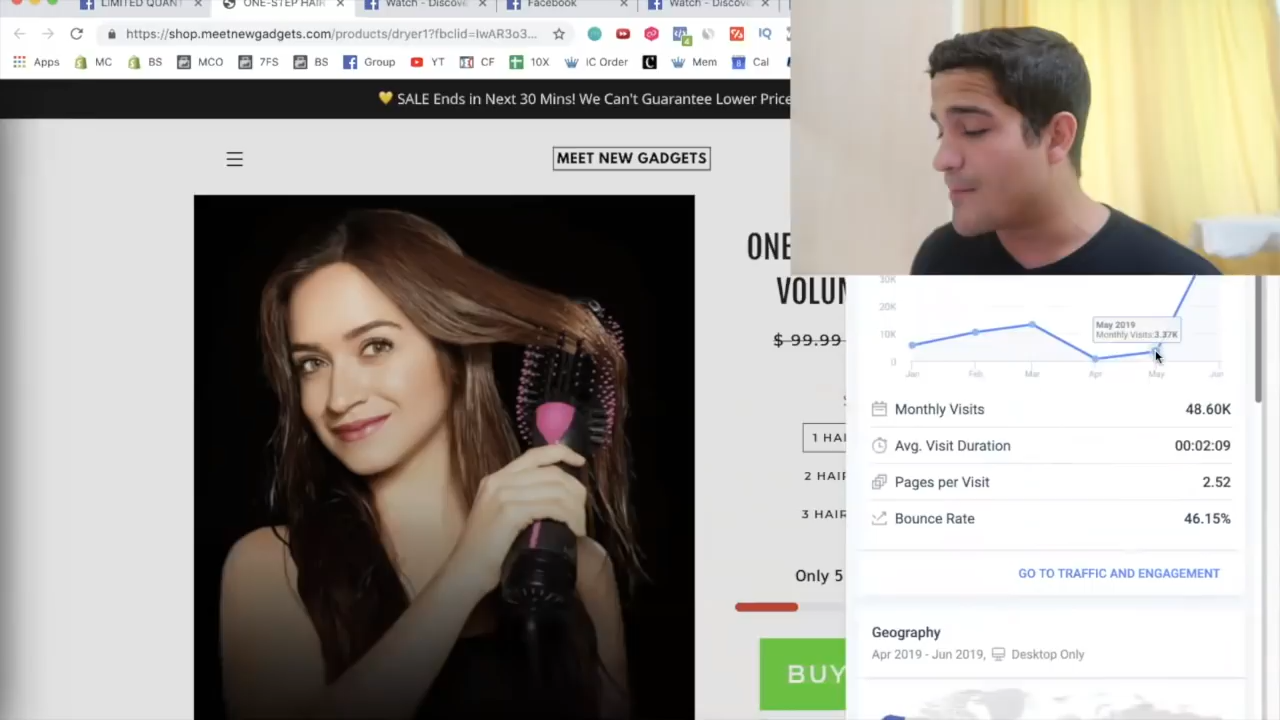 LIMITED QUANT
ONE-STEP HAIR
Watch - Discove
Facebook
Watch - Discove
https://shop.meetnewgadgets.com/products/dryer1?fbclid=IwAR3o3...
IQ
Apps
MC
BS
MCO
7FS
BS
Group
YT
CF
10X
iC Order
Mem
Cal
💛 SALE Ends in Next 30 Mins! We Can't Guarantee Lower Price
MEET NEW GADGETS
ONE
VOLUM
$ 99.99
1 HAI
2 HAIR
3 HAIR
Only 5
BUY
30K
20K
10K
0
May 2019
Monthly Visits:3.37K
Jan
Feb
Mar
Apr
May
Jun
Monthly Visits 48.60K
Avg. Visit Duration 00:02:09
Pages per Visit 2.52
Bounce Rate 46.15%
GO TO TRAFFIC AND ENGAGEMENT
Geography
Apr 2019 - Jun 2019, Desktop Only